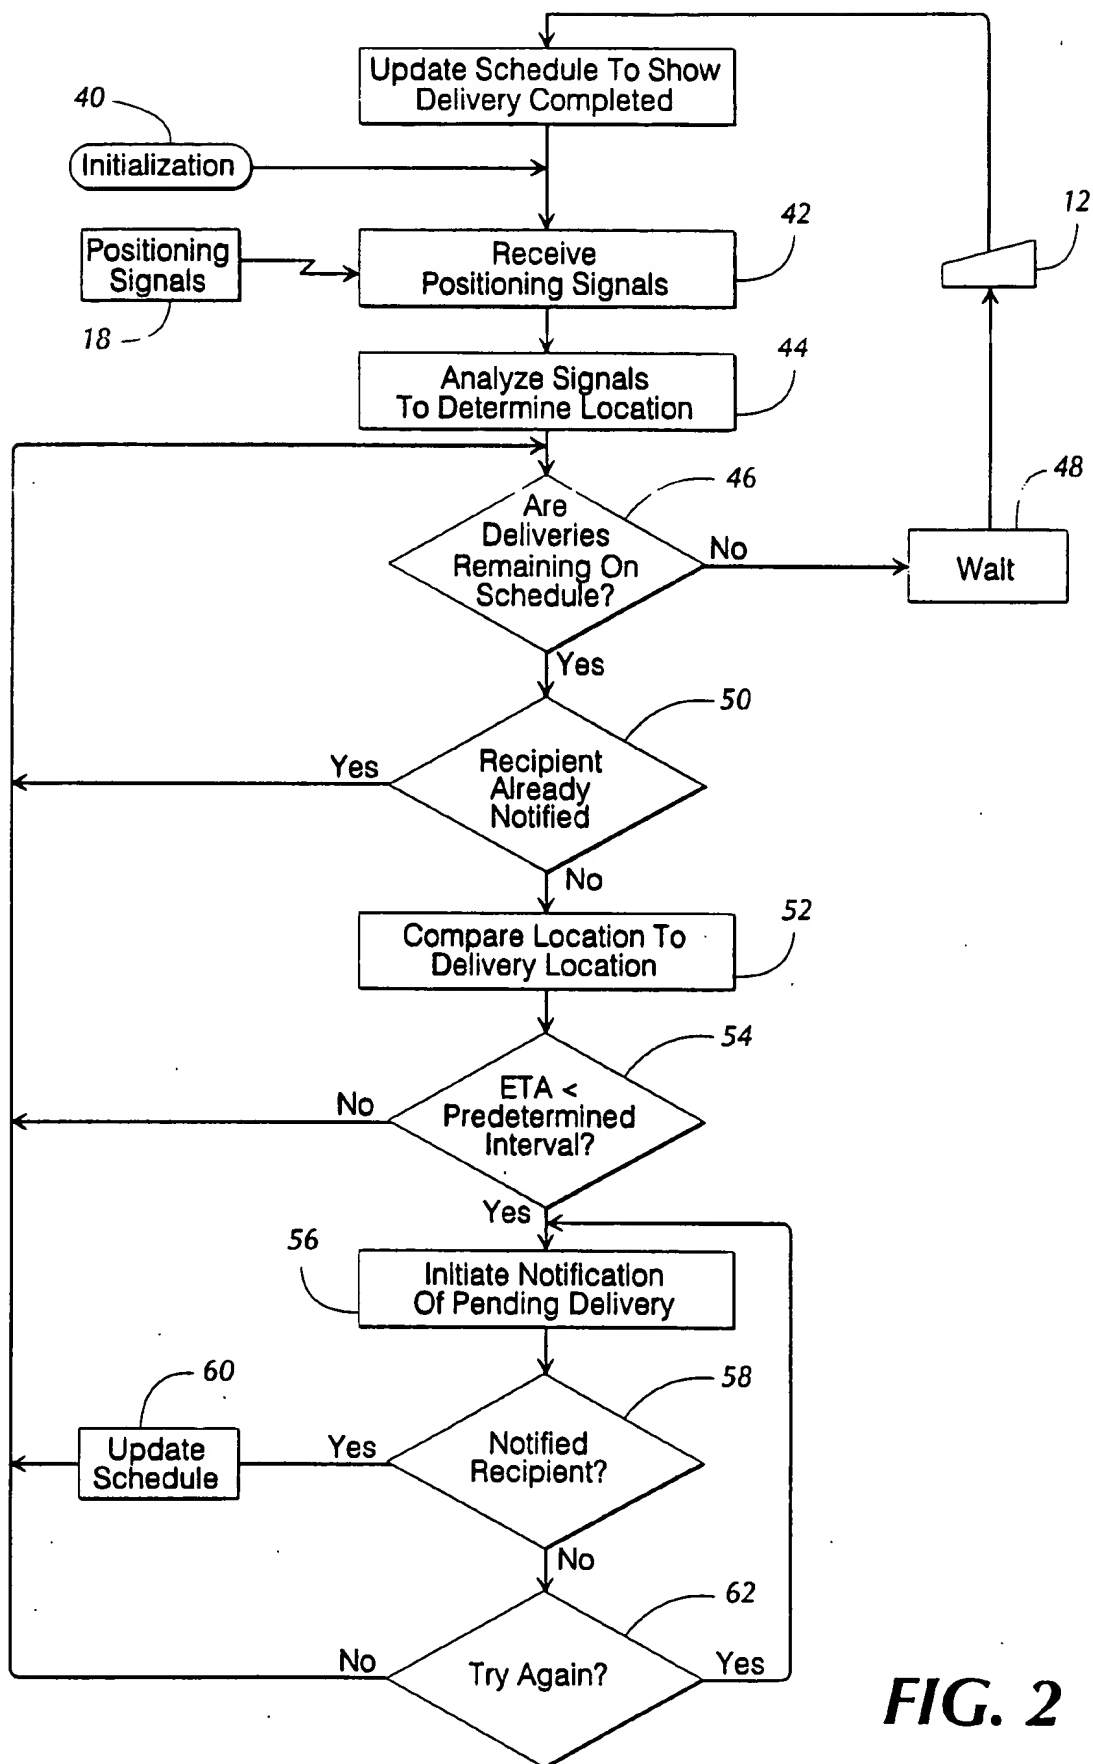 Update Schedule To Show
Delivery Completed
40
Initialization
12
42
Positioning
Signals
Receive
Positioning Signals
18
44
Analyze Signals
To Determine Location
46
48
Are
Deliveries
Remaining On
Schedule?
No
Wait
Yes
50
Yes
Recipient
Already
Notified
No
52
Compare Location To
Delivery Location
54
No
ETA <
Predetermined
Interval?
Yes
56
Initiate Notification
Of Pending Delivery
60
58
Update
Schedule
Yes
Notified
Recipient?
No
62
No
Try Again?
Yes
FIG. 2